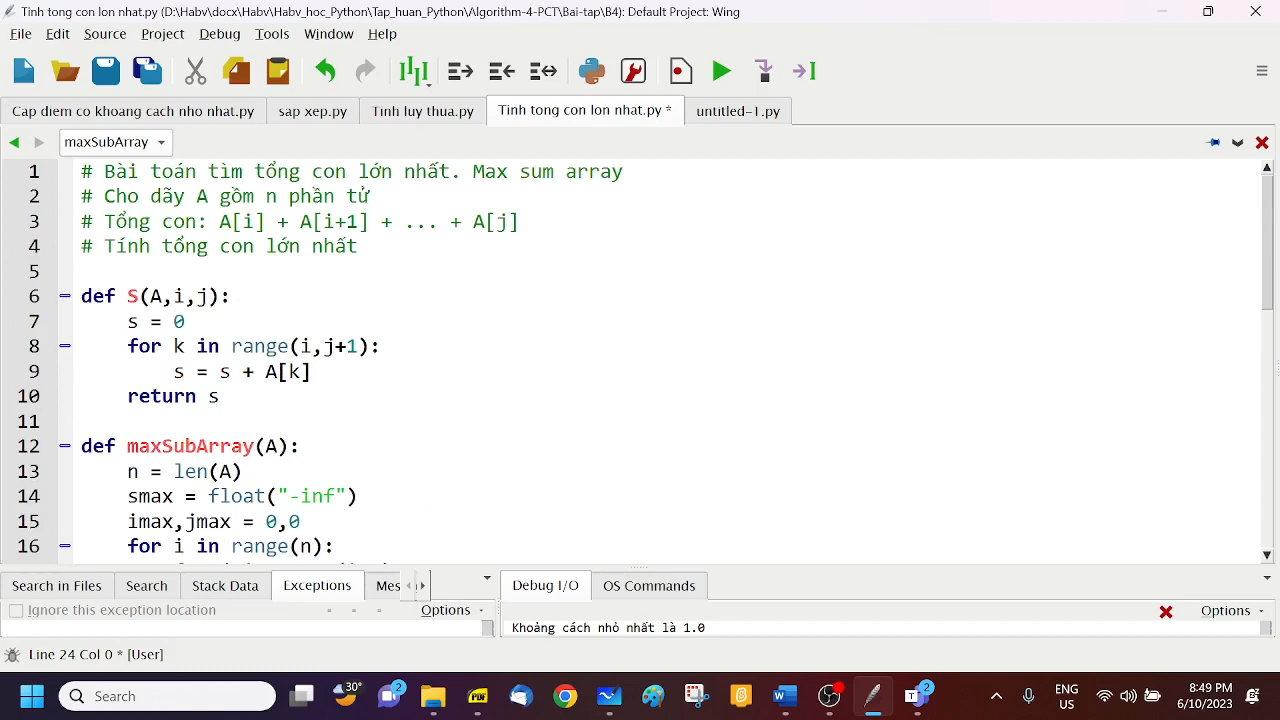 Tinh tong con lon nhat.py (D:\Habv\docx\Habv\Habv_hoc_Python\Tap_huan_Python\Algorithm-4-PCT\Bai-tap\B4): Default Project: Wing
File Edit Source Project Debug Tools Window Help
Cap diem co khoang cach nho nhat.py sap xep.py Tinh luy thua.py Tinh tong con lon nhat.py * untitled-1.py
maxSubArray
1 # Bài toán tìm tổng con lớn nhất. Max sum array
2 # Cho dãy A gồm n phần tử
3 # Tổng con: A[i] + A[i+1] + ... + A[j]
4 # Tính tổng con lớn nhất
5
6 def S(A,i,j):
7 s = 0
8 for k in range(i,j+1):
9 s = s + A[k]
10 return s
11
12 def maxSubArray(A):
13 n = len(A)
14 smax = float("-inf")
15 imax,jmax = 0,0
16 for i in range(n):
Search in Files Search Stack Data Exceptions Mes Debug I/O OS Commands
Ignore this exception location Options Options
Khoảng cách nhỏ nhất là 1.0
Line 24 Col 0 * [User]
Search 30° 2 2 ENG US 8:49 PM 6/10/2023